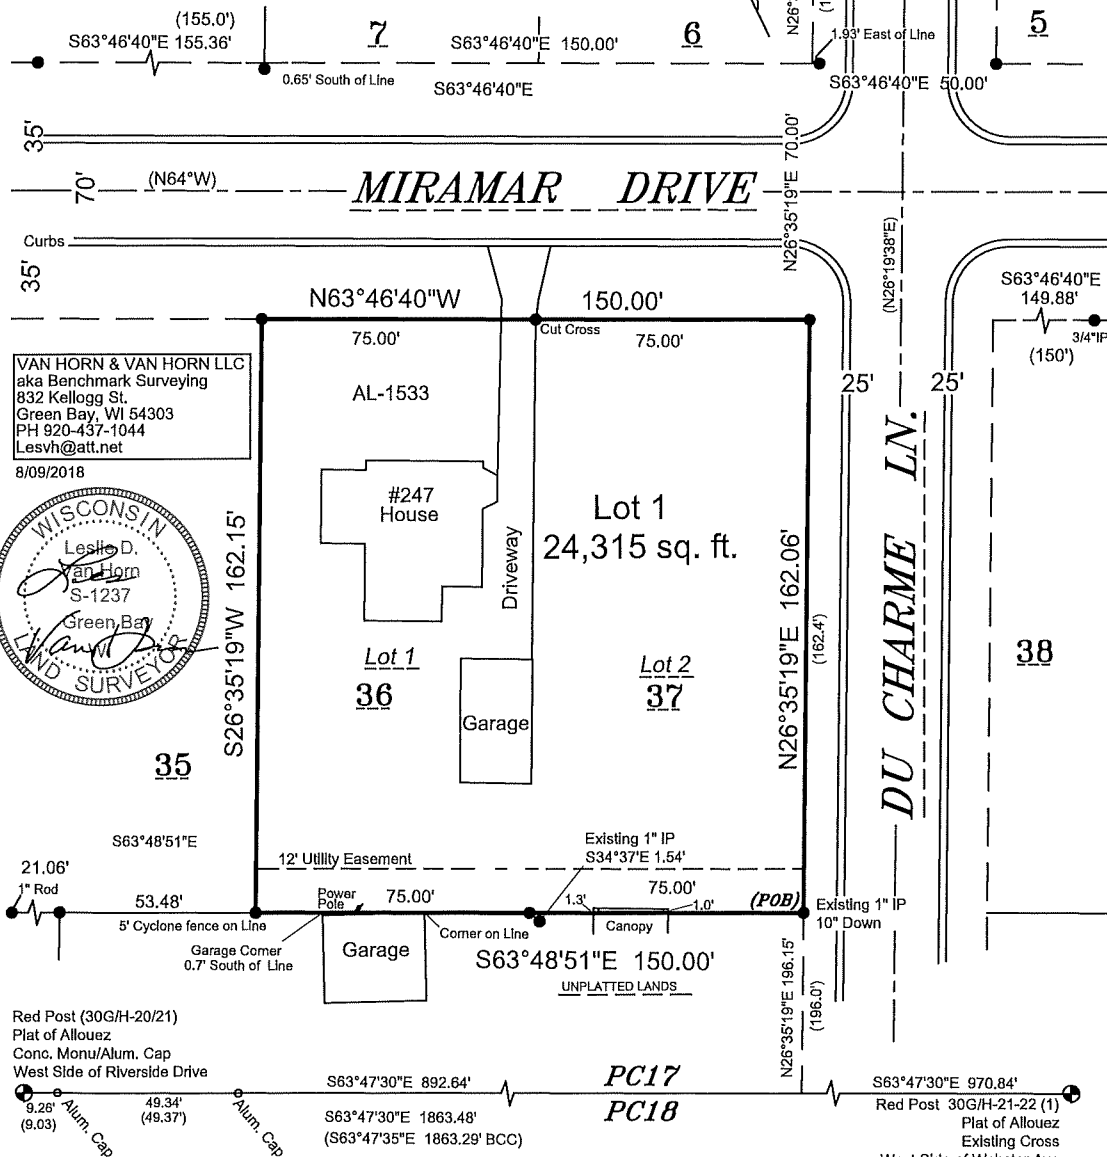 (155.0')
S63°46'40"E 155.36'
7
S63°46'40"E 150.00'
6
1.93' East of Line
5
0.65' South of Line
S63°46'40"E
S63°46'40"E 50.00'
35'
70'
(N64°W)
MIRAMAR DRIVE
N26°35'19"E 70.00'
Curbs
35'
(N26°19'38"E)
N63°46'40"W 150.00'
S63°46'40"E
149.88'
Cut Cross
75.00'
75.00'
3/4"IP
(150')
VAN HORN & VAN HORN LLC
aka Benchmark Surveying
832 Kellogg St.
Green Bay, WI 54303
PH 920-437-1044
Lesvh@att.net
8/09/2018
AL-1533
25'
25'
WISCONSIN
Leslie D.
Van Horn
S-1237
Green Bay
WI
LAND SURVEYOR
#247
House
Driveway
Lot 1
24,315 sq. ft.
S26°35'19"W 162.15'
N26°35'19"E 162.06'
(162.4')
DU CHARME LN.
Lot 1
36
Lot 2
37
38
Garage
35
S63°48'51"E
12' Utility Easement
Existing 1" IP
S34°37'E 1.54'
21.06'
1" Rod
53.48'
Power
Pole
75.00'
75.00'
1.3'
1.0'
(POB)
Existing 1" IP
10" Down
5' Cyclone fence on Line
Garage Corner
0.7' South of Line
Garage
Corner on Line
Canopy
S63°48'51"E 150.00'
UNPLATTED LANDS
N26°35'19"E 196.15'
(196.0')
Red Post (30G/H-20/21)
Plat of Allouez
Conc. Monu/Alum. Cap
West Side of Riverside Drive
S63°47'30"E 892.64'
PC17
PC18
S63°47'30"E 970.84'
9.26'
(9.03)
Alum. Cap
49.34'
(49.37')
Alum. Cap
S63°47'30"E 1863.48'
(S63°47'35"E 1863.29' BCC)
Red Post 30G/H-21-22 (1)
Plat of Allouez
Existing Cross